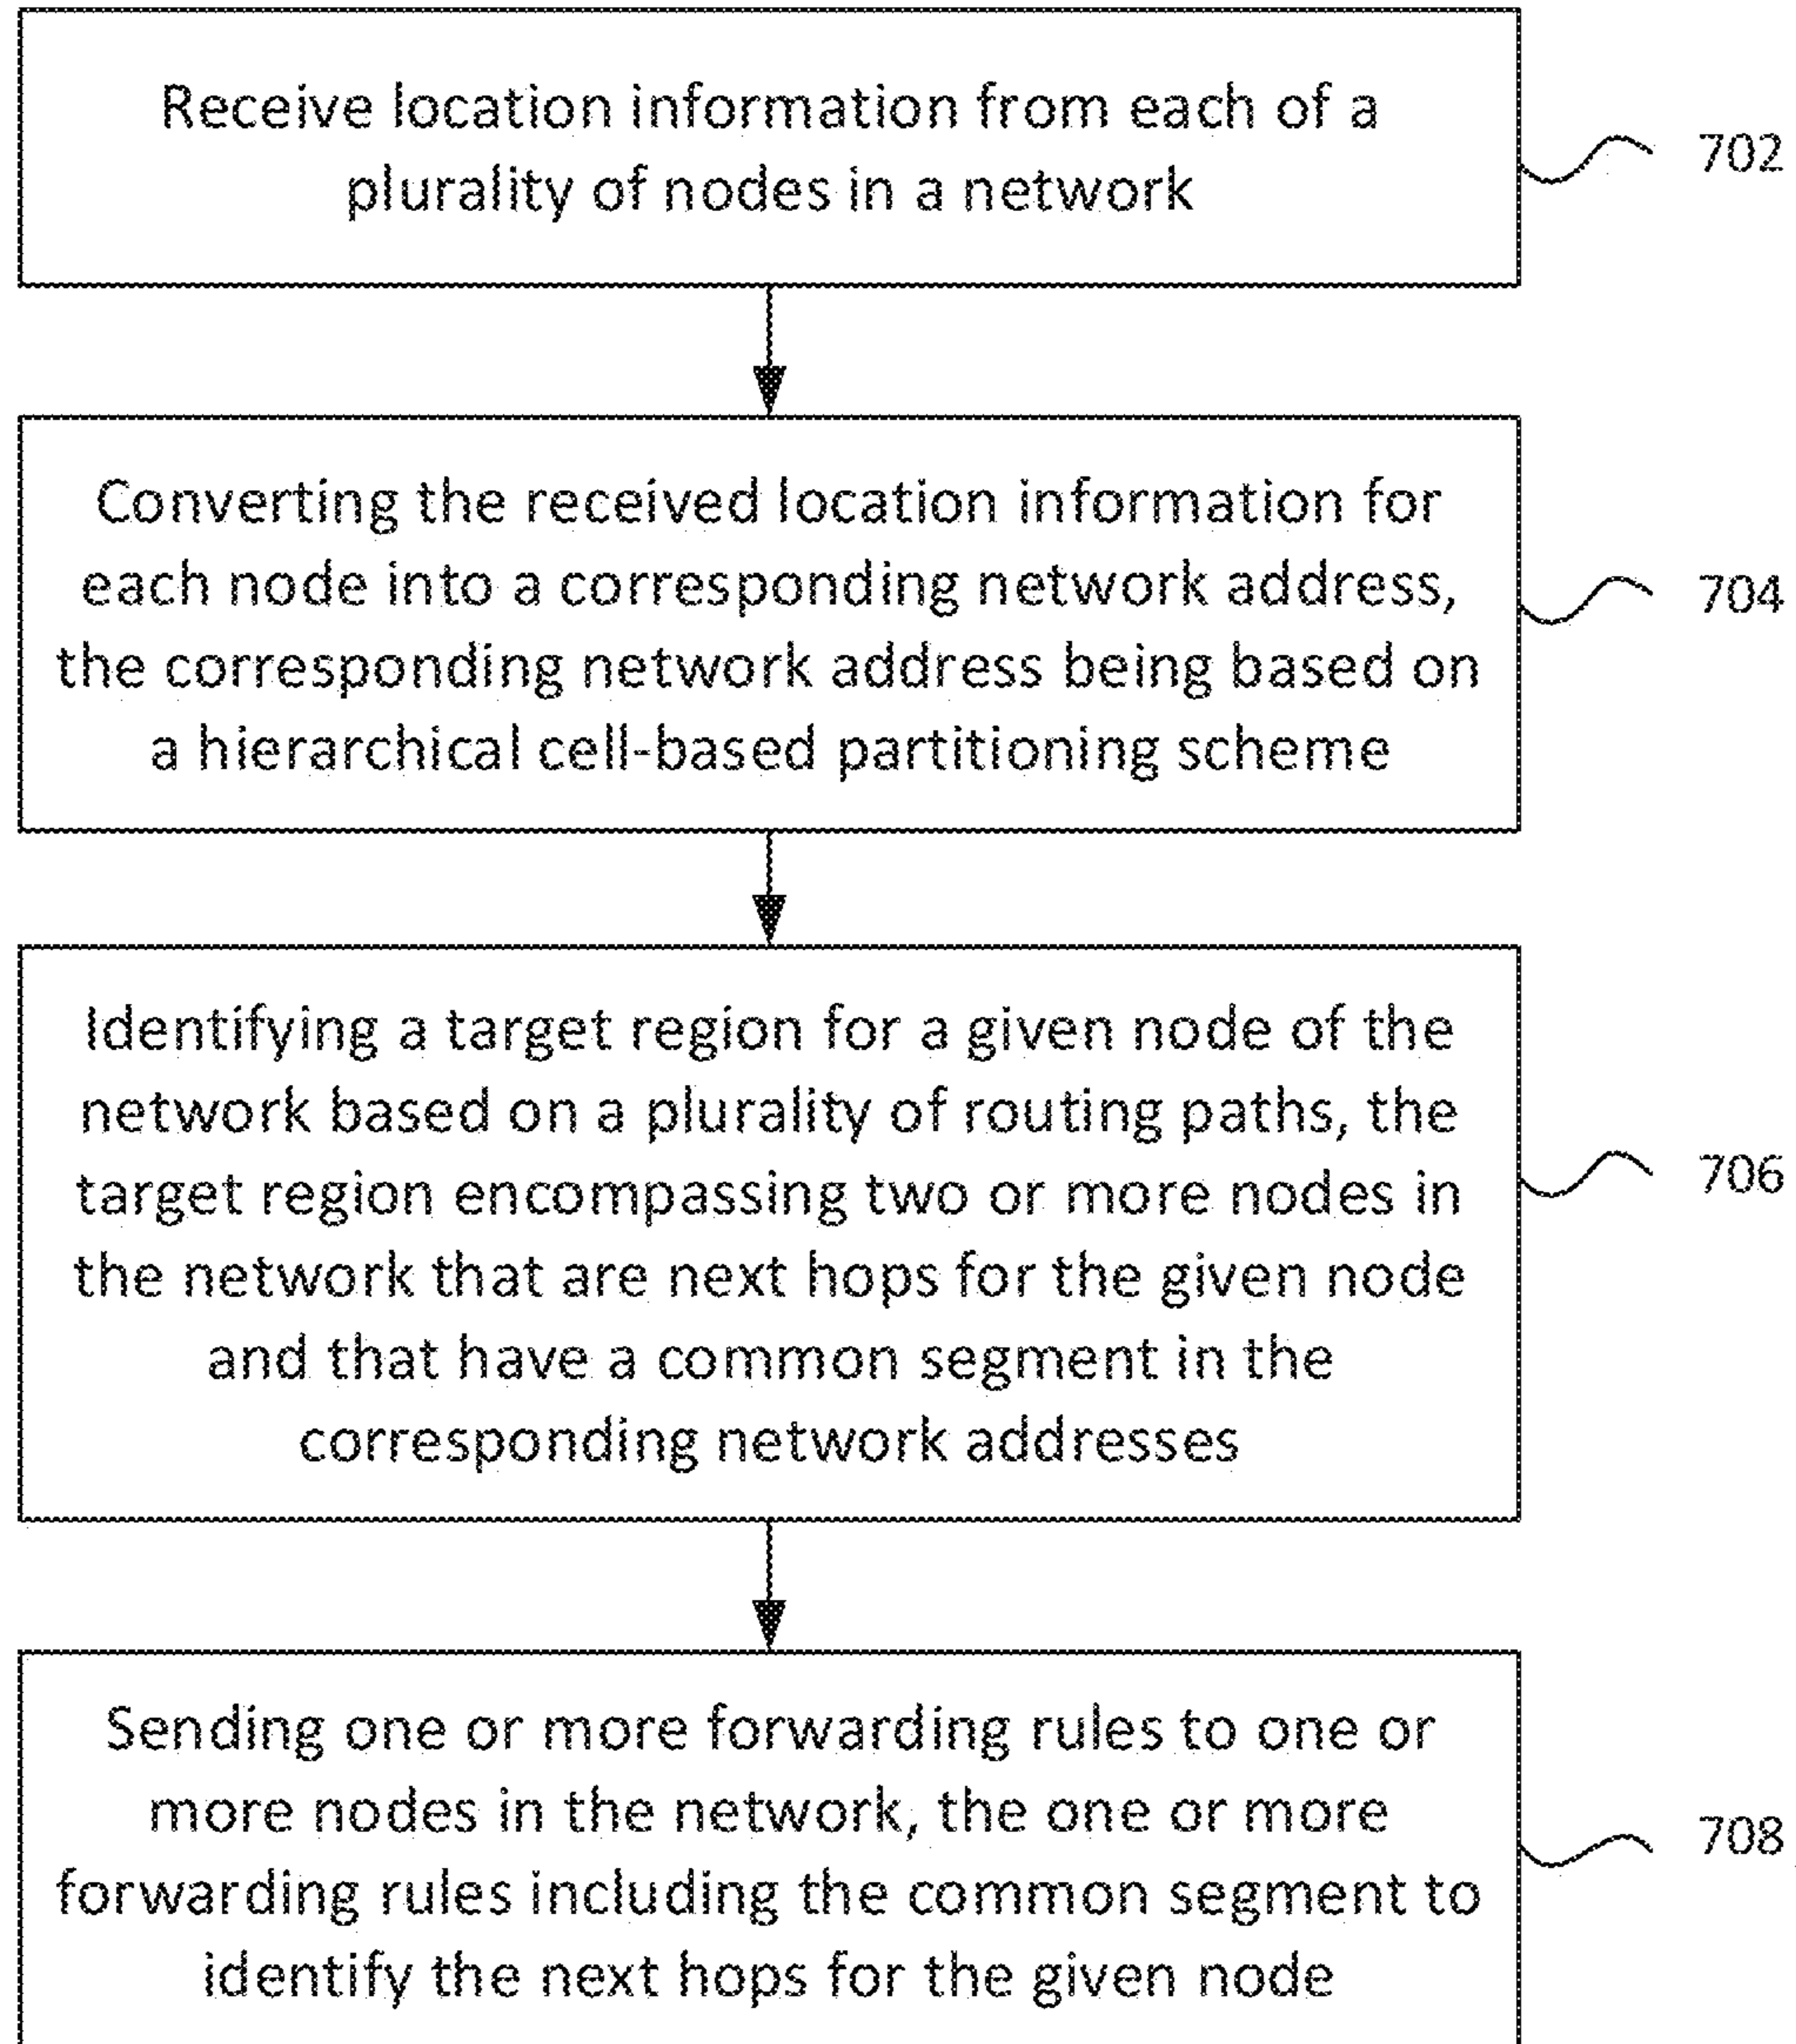 Receive location information from each of a
plurality of nodes in a network
702
Converting the received location information for
each node into a corresponding network address,
the corresponding network address being based on
a hierarchical cell-based partitioning scheme
704
Identifying a target region for a given node of the
network based on a plurality of routing paths, the
target region encompassing two or more nodes in
the network that are next hops for the given node
and that have a common segment in the
corresponding network addresses
706
Sending one or more forwarding rules to one or
more nodes in the network, the one or more
forwarding rules including the common segment to
identify the next hops for the given node
708